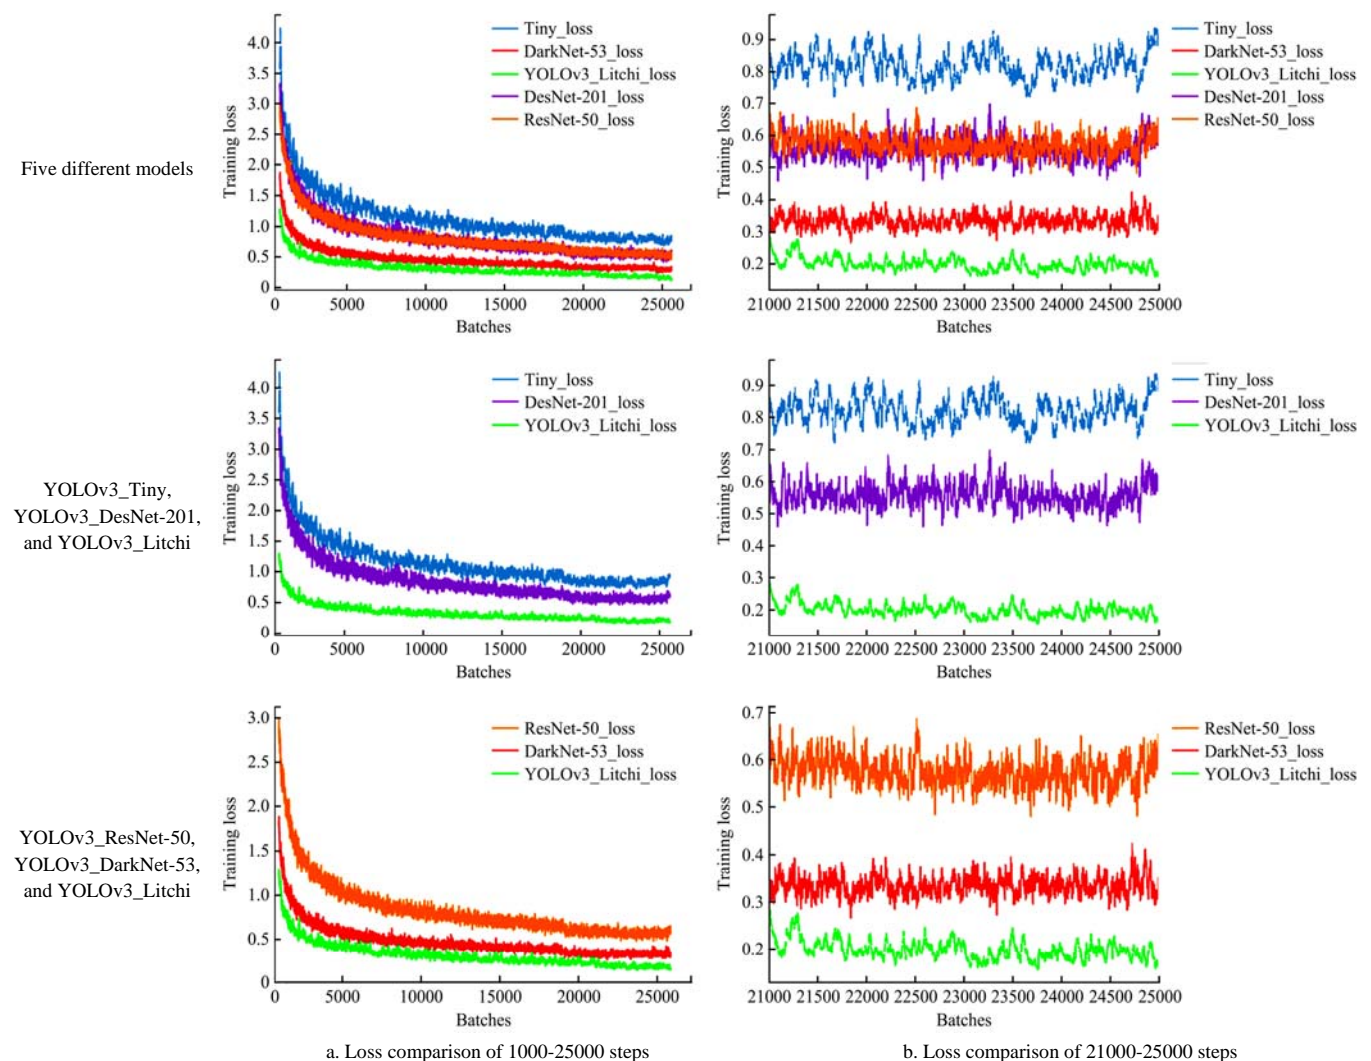 Five different models
Training loss
4.0
3.5
3.0
2.5
2.0
1.5
1.0
0.5
0
0 5000 10000 15000 20000 25000
Batches
Tiny_loss
DarkNet-53_loss
YOLOv3_Litchi_loss
DesNet-201_loss
ResNet-50_loss
Training loss
0.9
0.8
0.7
0.6
0.5
0.4
0.3
0.2
21000 21500 22000 22500 23000 23500 24000 24500 25000
Batches
Tiny_loss
DarkNet-53_loss
YOLOv3_Litchi_loss
DesNet-201_loss
ResNet-50_loss
YOLOv3_Tiny,
YOLOv3_DesNet-201,
and YOLOv3_Litchi
Training loss
4.0
3.5
3.0
2.5
2.0
1.5
1.0
0.5
0
0 5000 10000 15000 20000 25000
Batches
Tiny_loss
DesNet-201_loss
YOLOv3_Litchi_loss
Training loss
0.9
0.8
0.7
0.6
0.5
0.4
0.3
0.2
21000 21500 22000 22500 23000 23500 24000 24500 25000
Batches
Tiny_loss
DesNet-201_loss
YOLOv3_Litchi_loss
YOLOv3_ResNet-50,
YOLOv3_DarkNet-53,
and YOLOv3_Litchi
Training loss
3.0
2.5
2.0
1.5
1.0
0.5
0
0 5000 10000 15000 20000 25000
Batches
ResNet-50_loss
DarkNet-53_loss
YOLOv3_Litchi_loss
Training loss
0.7
0.6
0.5
0.4
0.3
0.2
21000 21500 22000 22500 23000 23500 24000 24500 25000
Batches
ResNet-50_loss
DarkNet-53_loss
YOLOv3_Litchi_loss
a. Loss comparison of 1000-25000 steps
b. Loss comparison of 21000-25000 steps